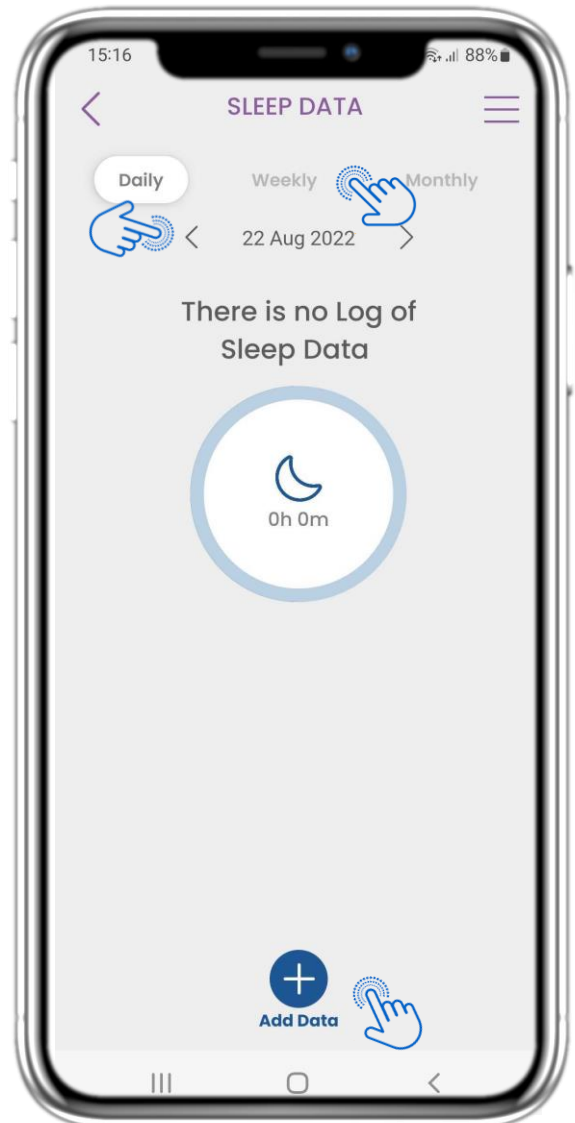 15:16
88%
SLEEP DATA
Daily Weekly Monthly
22 Aug 2022
There is no Log of
Sleep Data
0h 0m
Add Data